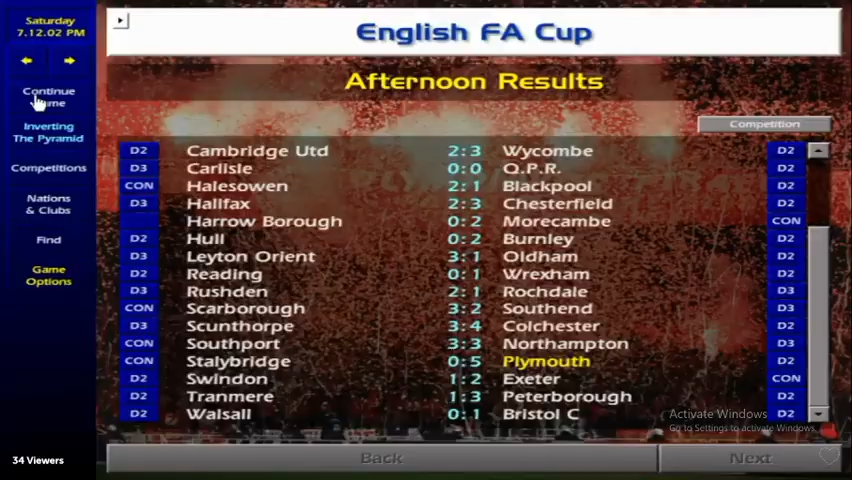 Saturday
7.12.02 PM
English FA Cup
Afternoon Results
Continue
Inverting
The Pyramid
Competitions
Nations
& Clubs
Find
Game
Options
Competition
D2 Cambridge Utd 2:3 Wycombe D2
D3 Carlisle 0:0 Q.P.R. D2
CON Halesowen 2:1 Blackpool D2
D3 Halifax 2:3 Chesterfield D2
Harrow Borough 0:2 Morecambe CON
D2 Hull 0:2 Burnley D2
D3 Leyton Orient 3:1 Oldham D2
D2 Reading 0:1 Wrexham D2
D3 Rushden 2:1 Rochdale D3
CON Scarborough 3:2 Southend D3
D3 Scunthorpe 3:4 Colchester D2
CON Southport 3:3 Northampton D3
CON Stalybridge 0:5 Plymouth D3
D2 Swindon 1:2 Exeter CON
D2 Tranmere 1:3 Peterborough D3
D2 Walsall 0:1 Bristol C D2
Activate Windows
Go to Settings to activate Windows.
Back
Next
34 Viewers